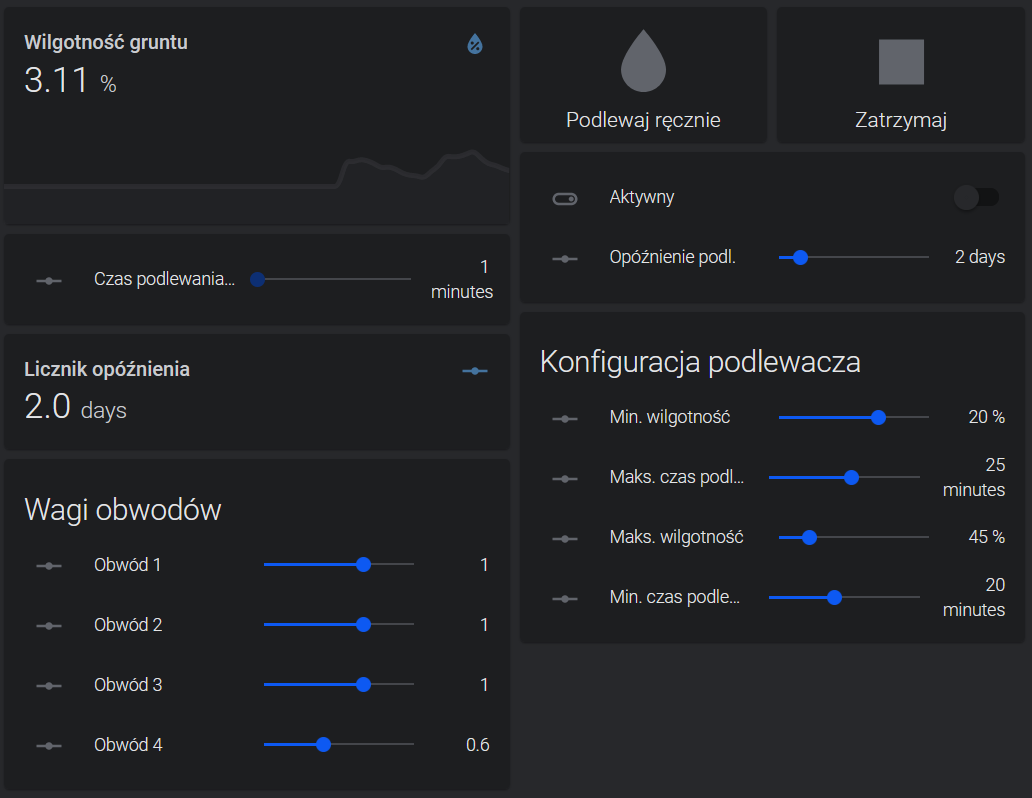 Wilgotność gruntu
3.11 %
Czas podlewania...
1
minutes
Licznik opóźnienia
2.0 days
Wagi obwodów
Obwód 1
1
Obwód 2
1
Obwód 3
1
Obwód 4
0.6
Podlewaj ręcznie
Zatrzymaj
Aktywny
Opóźnienie podl.
2 days
Konfiguracja podlewacza
Min. wilgotność
20 %
Maks. czas podl...
25
minutes
Maks. wilgotność
45 %
Min. czas podle...
20
minutes